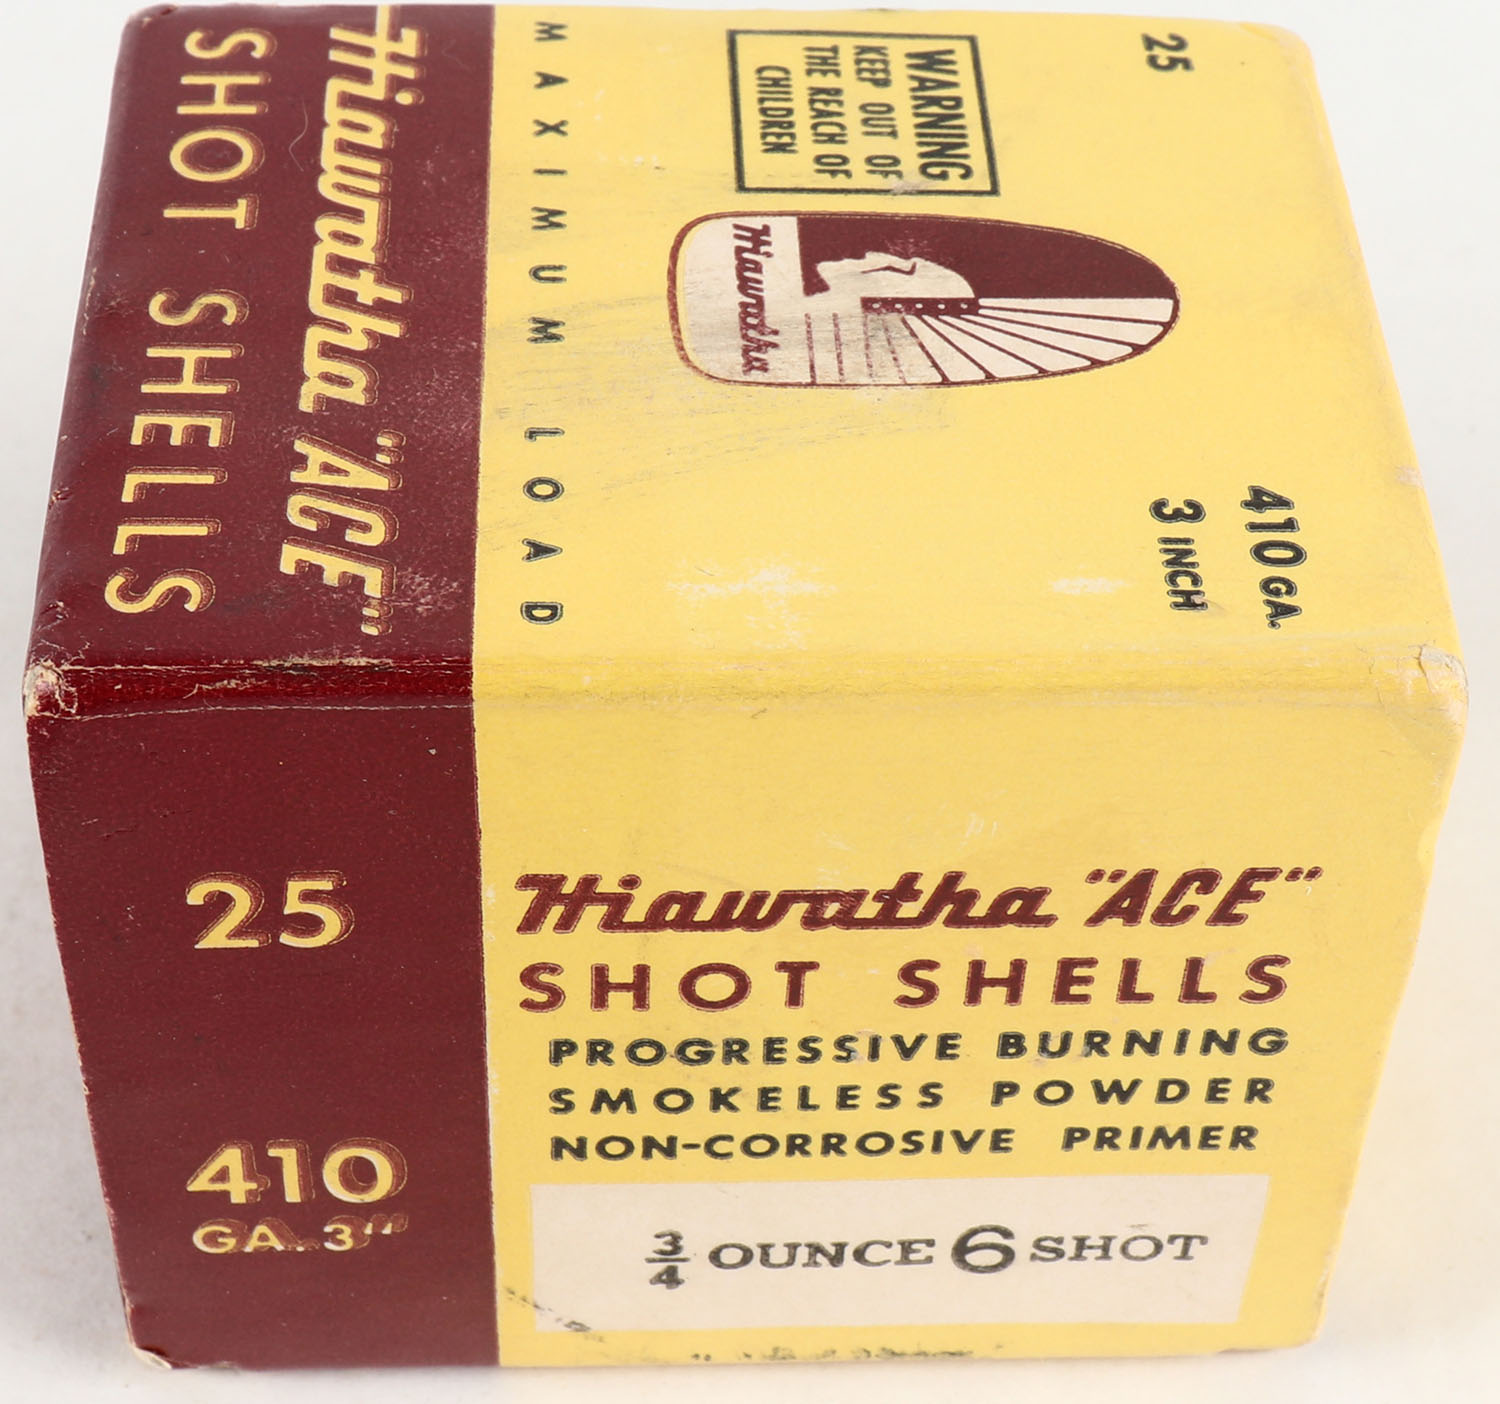 Hiawatha "ACE"
SHOT SHELLS
MAXIMUM LOAD
WARNING
KEEP OUT OF
THE REACH OF
CHILDREN
25
Hiawatha
410 GA.
3 INCH
25
410
GA. 3"
Hiawatha "ACE"
SHOT SHELLS
PROGRESSIVE BURNING
SMOKELESS POWDER
NON-CORROSIVE PRIMER
3/4 OUNCE 6 SHOT